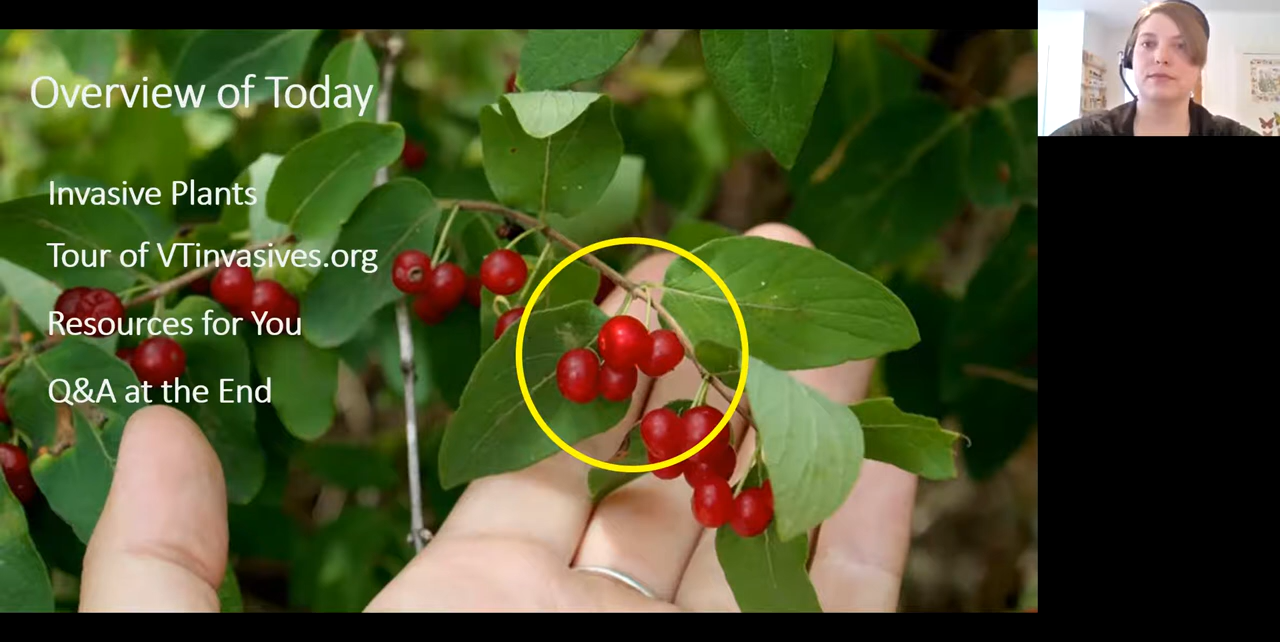 Overview of Today
Invasive Plants
Tour of VTinvasives.org
Resources for You
Q&A at the End